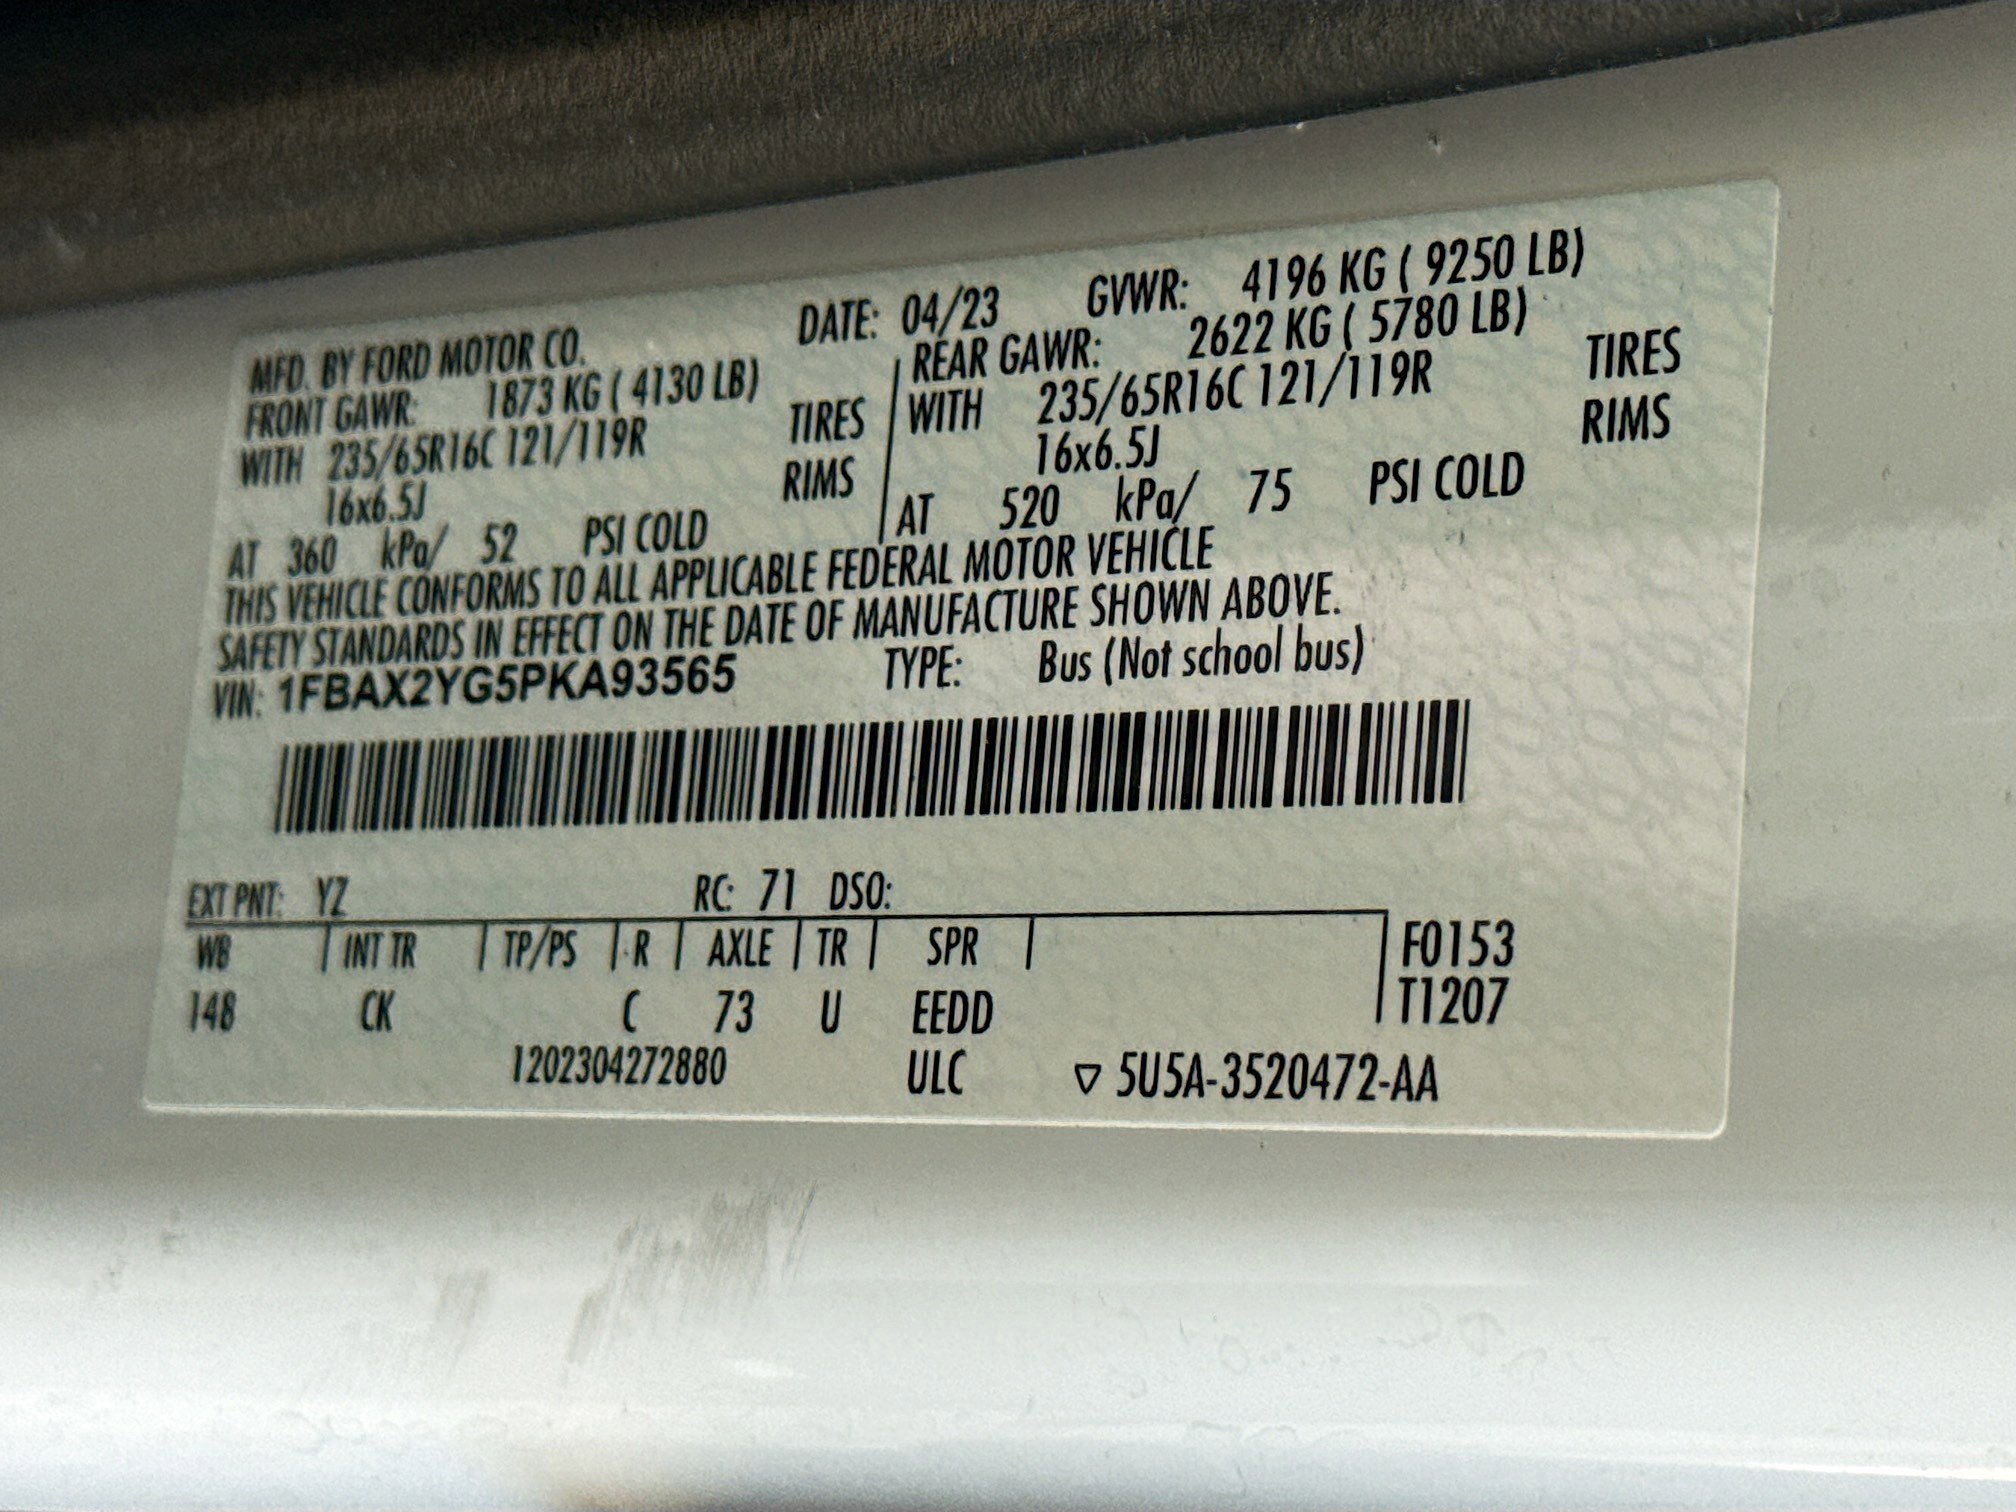 MFD. BY FORD MOTOR CO. DATE: 04/23 GVWR: 4196 KG ( 9250 LB)
FRONT GAWR: 1873 KG ( 4130 LB) REAR GAWR: 2622 KG ( 5780 LB)
WITH 235/65R16C 121/119R TIRES WITH 235/65R16C 121/119R TIRES
16x6.5J RIMS 16x6.5J RIMS
AT 360 kPa/ 52 PSI COLD AT 520 kPa/ 75 PSI COLD
THIS VEHICLE CONFORMS TO ALL APPLICABLE FEDERAL MOTOR VEHICLE
SAFETY STANDARDS IN EFFECT ON THE DATE OF MANUFACTURE SHOWN ABOVE.
VIN: 1FBAX2YG5PKA93565 TYPE: Bus (Not school bus)
EXT PNT: YZ RC: 71 DSO:
WB INT TR TP/PS R AXLE TR SPR F0153
148 CK C 73 U EEDD T1207
1202304272880 ULC ▽ 5U5A-3520472-AA